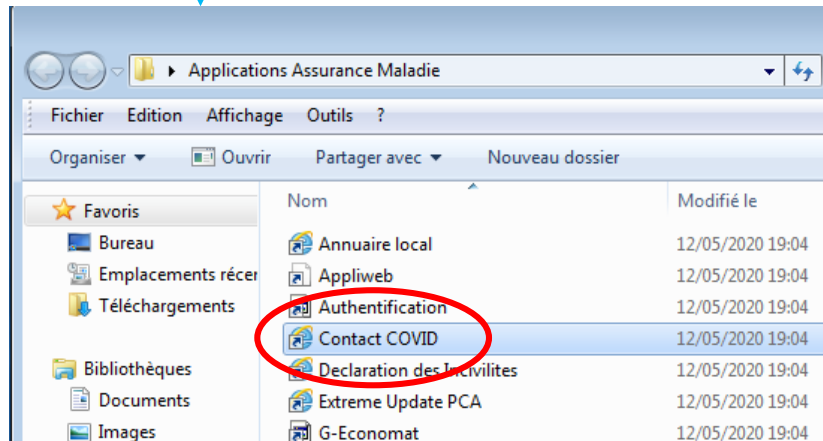 Applications Assurance Maladie
Fichier Edition Affichage Outils ?
Organiser Ouvrir Partager avec Nouveau dossier
Nom Modifié le
Favoris
Bureau Annuaire local 12/05/2020 19:04
Emplacements récer Appliweb 12/05/2020 19:04
Téléchargements Authentification 12/05/2020 19:04
Contact COVID 12/05/2020 19:04
Bibliothèques Declaration des Incivilites 12/05/2020 19:04
Documents Extreme Update PCA 12/05/2020 19:04
Images G-Economat 12/05/2020 19:04